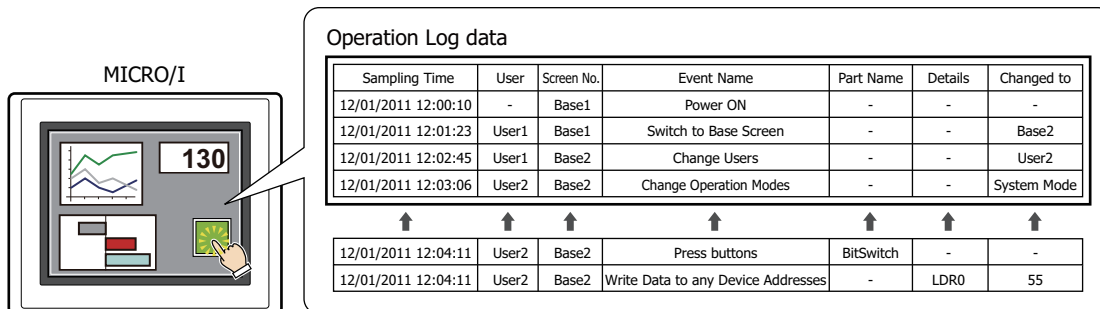 MICRO/I
130
Operation Log data
Sampling Time User Screen No. Event Name Part Name Details Changed to
12/01/2011 12:00:10 - Base1 Power ON - - -
12/01/2011 12:01:23 User1 Base1 Switch to Base Screen - - Base2
12/01/2011 12:02:45 User1 Base2 Change Users - - User2
12/01/2011 12:03:06 User2 Base2 Change Operation Modes - - System Mode
12/01/2011 12:04:11 User2 Base2 Press buttons BitSwitch - -
12/01/2011 12:04:11 User2 Base2 Write Data to any Device Addresses - LDR0 55